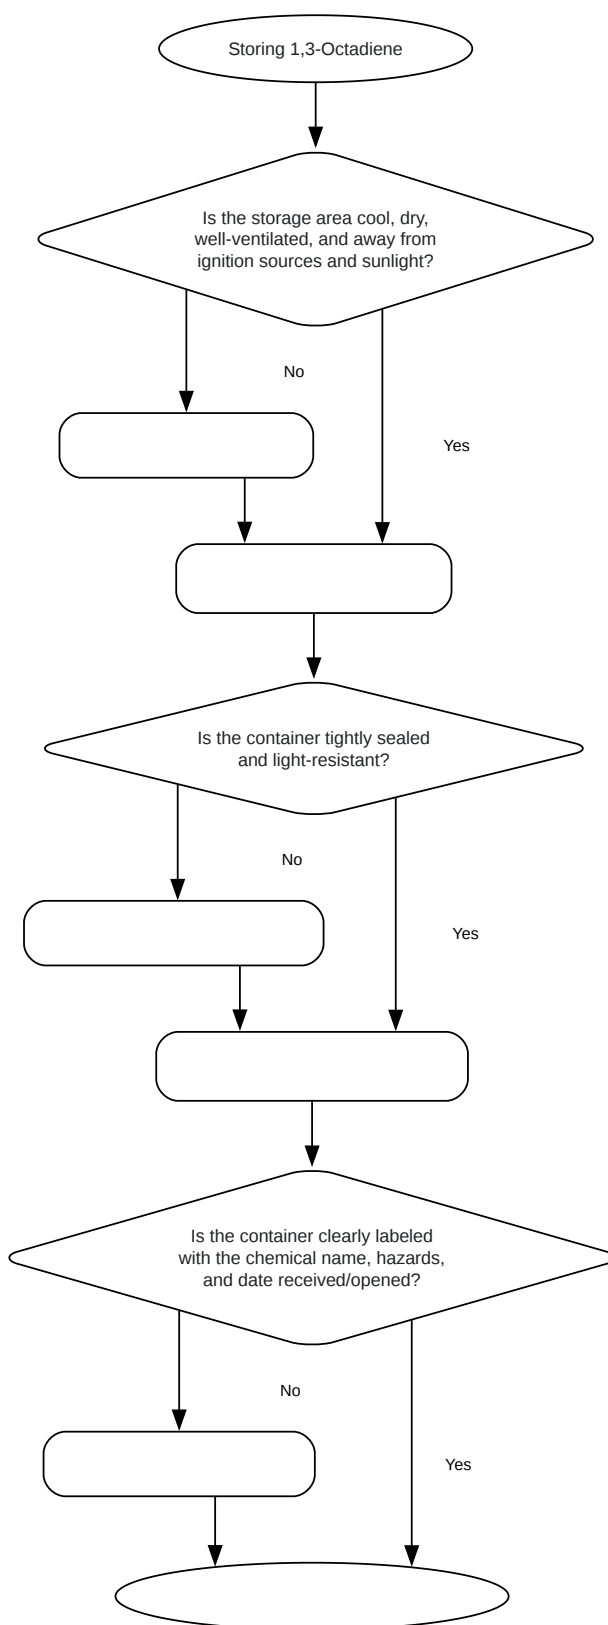 Storing 1,3-Octadiene
Is the storage area cool, dry,
well-ventilated, and away from
ignition sources and sunlight?
No
Yes
Is the container tightly sealed
and light-resistant?
No
Yes
Is the container clearly labeled
with the chemical name, hazards,
and date received/opened?
No
Yes